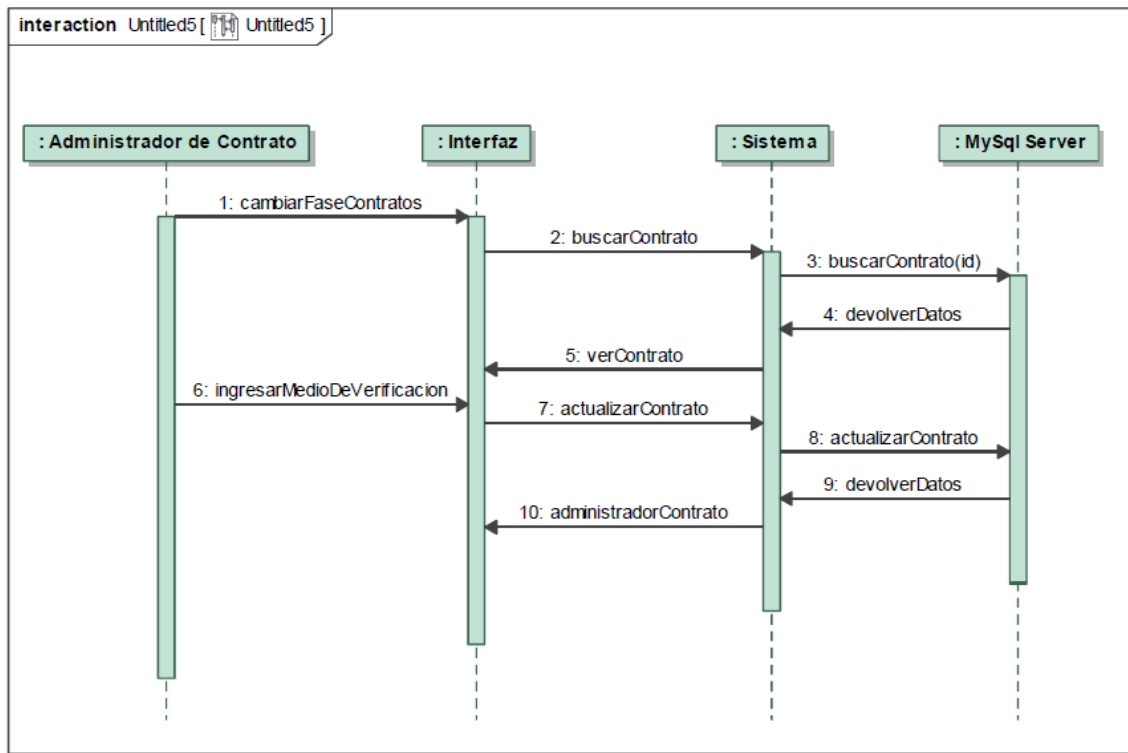 interaction Untitled5 [ Untitled5 ]
: Administrador de Contrato
: Interfaz
: Sistema
: MySql Server
1: cambiarFaseContratos
2: buscarContrato
3: buscarContrato(id)
4: devolverDatos
5: verContrato
6: ingresarMedioDeVerificacion
7: actualizarContrato
8: actualizarContrato
9: devolverDatos
10: administradorContrato